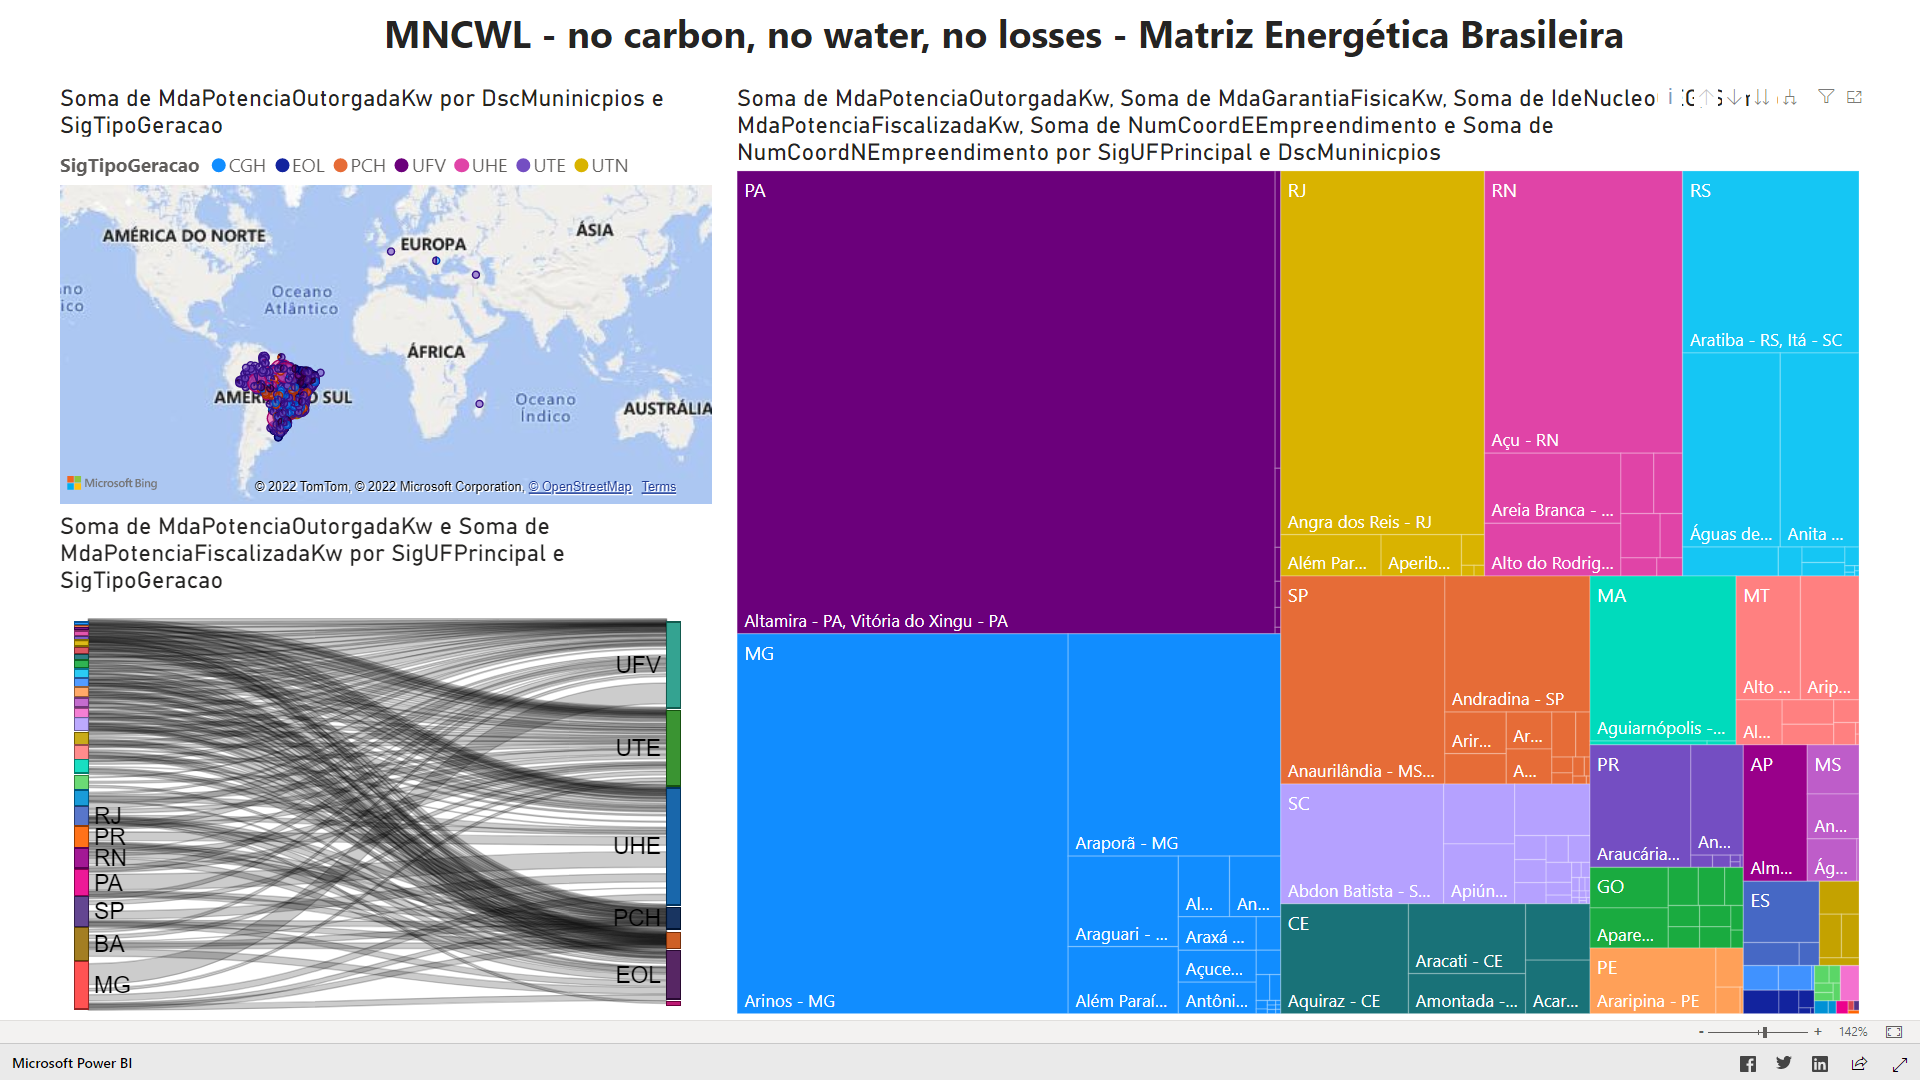 MNCWL - no carbon, no water, no losses - Matriz Energética Brasileira
Soma de MdaPotenciaOutorgadaKw por DscMuninicpios e
SigTipoGeracao
SigTipoGeracao CGH EOL PCH UFV UHE UTE UTN
AMÉRICA DO NORTE
EUROPA
ÁSIA
Oceano
Atlântico
ÁFRICA
SUL
Oceano
Índico
AUSTRÁLIA
Microsoft Bing
© 2022 TomTom, © 2022 Microsoft Corporation, © OpenStreetMap Terms
Soma de MdaPotenciaOutorgadaKw e Soma de
MdaPotenciaFiscalizadaKw por SigUFPrincipal e
SigTipoGeracao
RJ
PR
RN
PA
SP
BA
MG
UFV
UTE
UHE
PCH
EOL
Soma de MdaPotenciaOutorgadaKw, Soma de MdaGarantiaFisicaKw, Soma de IdeNucleo
MdaPotenciaFiscalizadaKw, Soma de NumCoordEEmpreendimento e Soma de
NumCoordNEmpreendimento por SigUFPrincipal e DscMuninicpios
PA
Altamira - PA, Vitória do Xingu - PA
MG
Arinos - MG
Araporã - MG
Araguari - ...
Além Paraí...
Al...
An...
Araxá ...
Açuce...
Antôni...
RJ
Angra dos Reis - RJ
Além Par...
Aperib...
RN
Açu - RN
Areia Branca - ...
Alto do Rodrig...
RS
Aratiba - RS, Itá - SC
Águas de...
Anita ...
SP
Anaurilândia - MS...
Andradina - SP
Arir...
Ar...
A...
SC
Abdon Batista - S...
Apiún...
CE
Aquiraz - CE
Aracati - CE
Amontada -...
Acar...
MA
Aguiarnópolis -...
MT
Alto ...
Arip...
Al...
PR
Araucária...
An...
AP
Alm...
MS
An...
Ág...
GO
Apare...
ES
PE
Araripina - PE
- + 142%
Microsoft Power BI